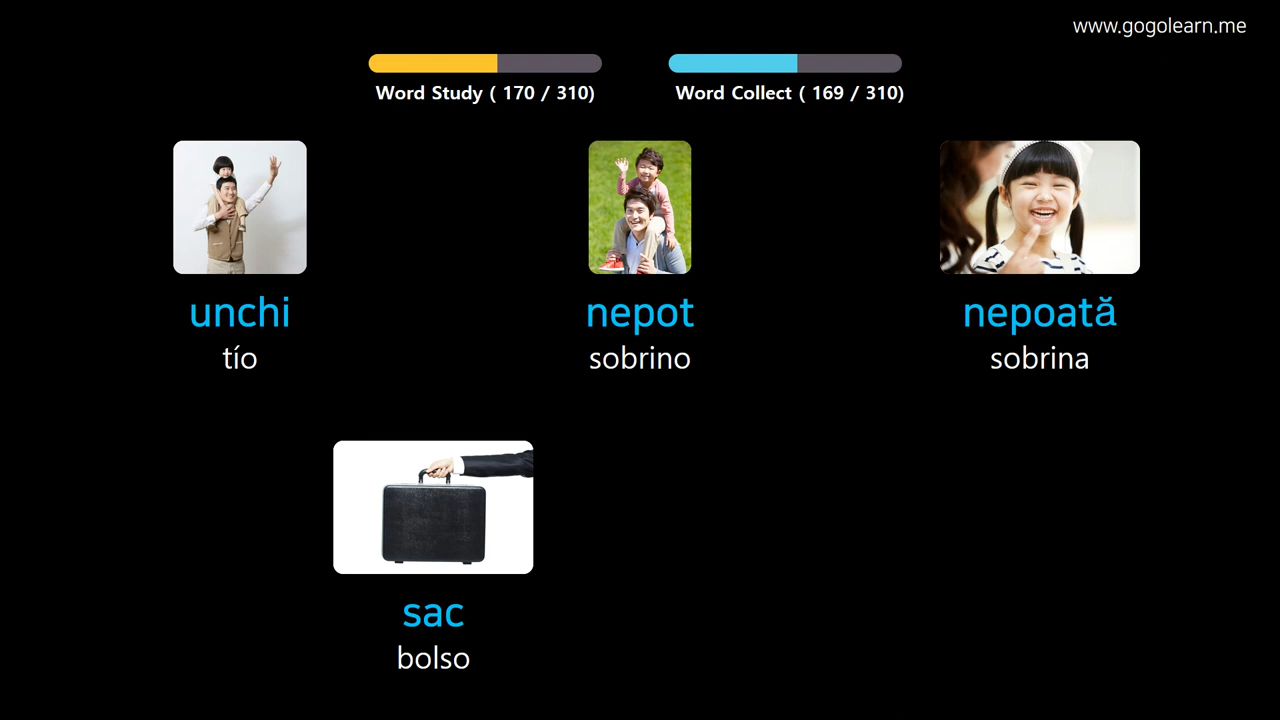 www.gogolearn.me
Word Study ( 170 / 310)
Word Collect ( 169 / 310)
unchi
tío
nepot
sobrino
nepoată
sobrina
sac
bolso